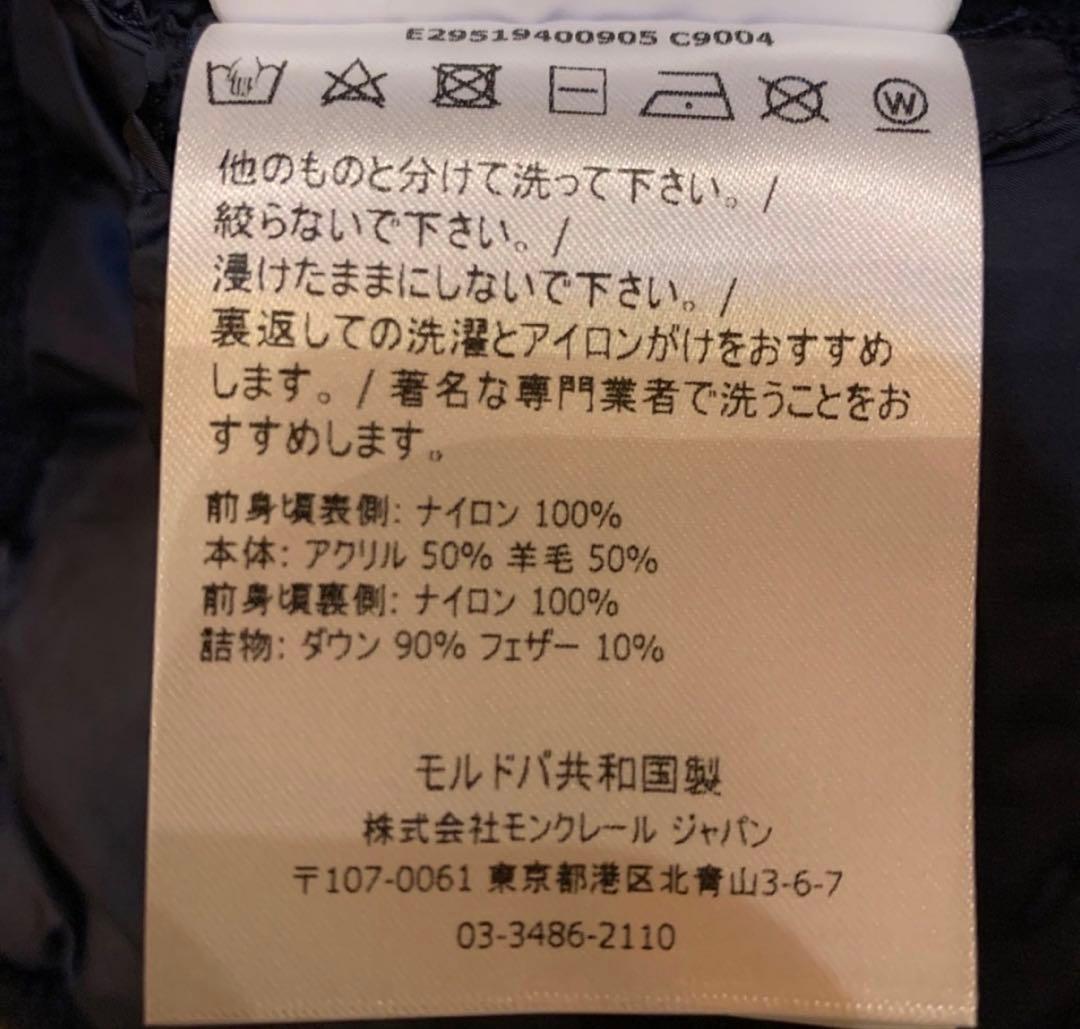 E29519400905 C9004
W
他のものと分けて洗って下さい。/
絞らないで下さい。/
浸けたままにしないで下さい。/
裏返しての洗濯とアイロンがけをおすすめ
します。/ 著名な専門業者で洗うことをお
すすめします。
前身頃表側: ナイロン 100%
本体: アクリル 50% 羊毛 50%
前身頃裏側: ナイロン 100%
詰物: ダウン 90% フェザー 10%
モルドバ共和国製
株式会社モンクレール ジャパン
〒107-0061 東京都港区北青山3-6-7
03-3486-2110